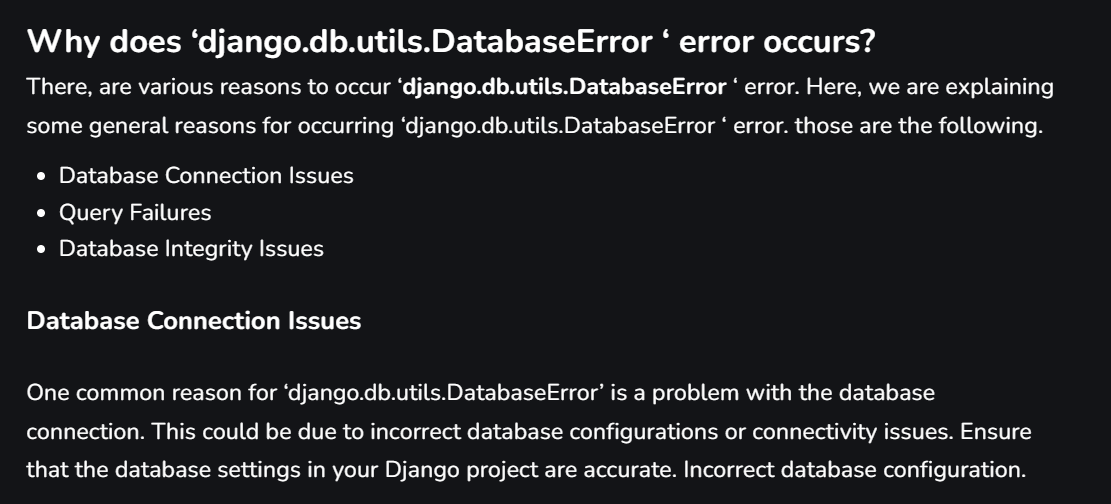 Why does ‘django.db.utils.DatabaseError ‘ error occurs?
There, are various reasons to occur ‘django.db.utils.DatabaseError ‘ error. Here, we are explaining
some general reasons for occurring ‘django.db.utils.DatabaseError ‘ error. those are the following.
• Database Connection Issues
• Query Failures
• Database Integrity Issues
Database Connection Issues
One common reason for ‘django.db.utils.DatabaseError’ is a problem with the database
connection. This could be due to incorrect database configurations or connectivity issues. Ensure
that the database settings in your Django project are accurate. Incorrect database configuration.